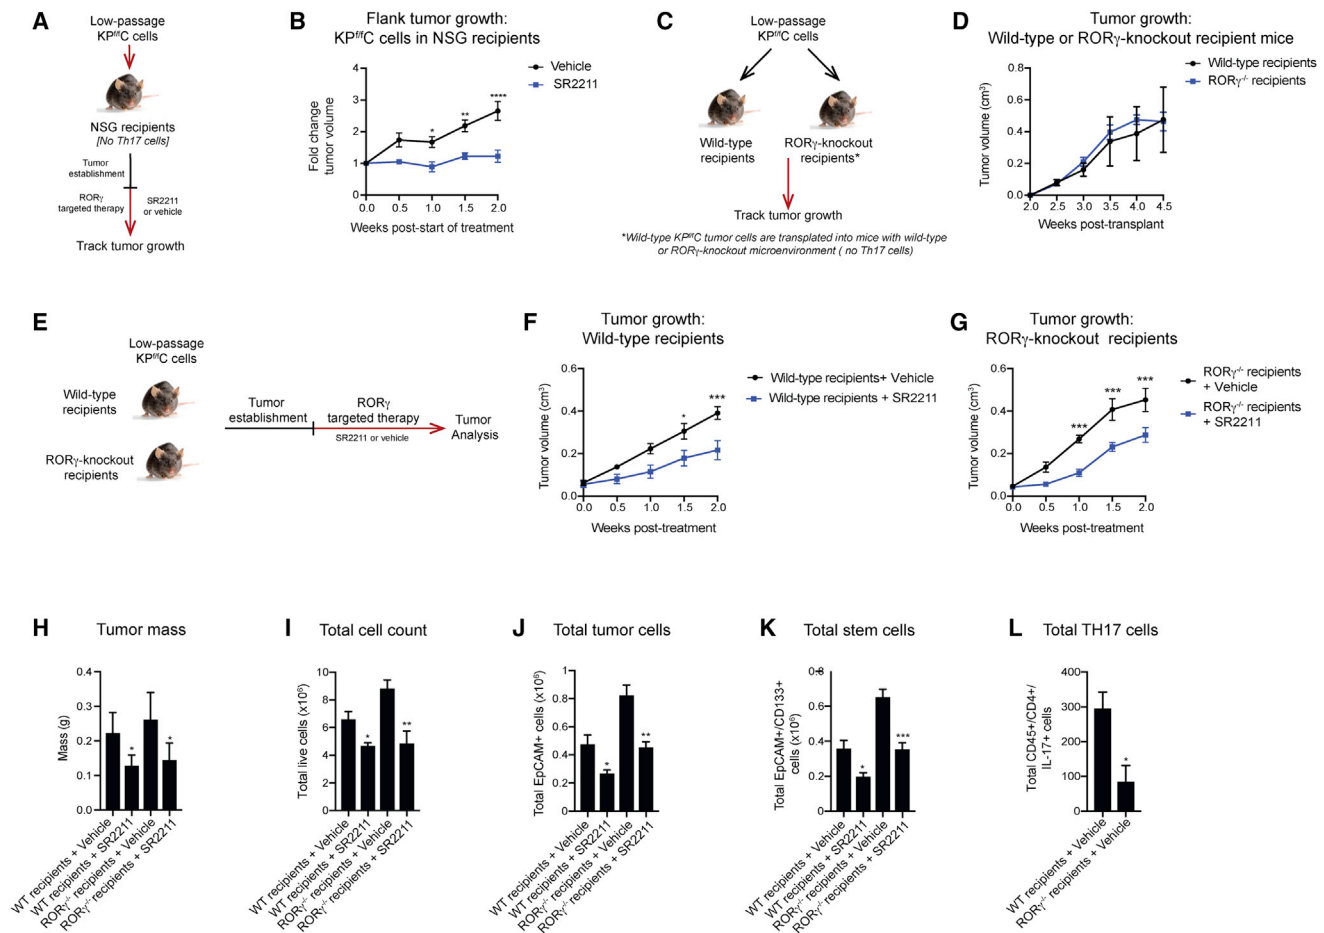 A
Low-passage
KPf/fC cells
NSG recipients
[No Th17 cells]
Tumor
establishment
RORγ
targeted therapy
SR2211
or vehicle
Track tumor growth
B
Flank tumor growth:
KPf/fC cells in NSG recipients
Fold change
tumor volume
4
3
2
1
0
0.0 0.5 1.0 1.5 2.0
* ** ****
Weeks post-start of treatment
Vehicle
SR2211
C
Low-passage
KPf/fC cells
Wild-type
recipients
RORγ-knockout
recipients*
Track tumor growth
*Wild-type KPf/fC tumor cells are transplated into mice with wild-type
or RORγ-knockout microenvironment ( no Th17 cells)
D
Tumor growth:
Wild-type or RORγ-knockout recipient mice
Tumor volume (cm3)
0.8
0.6
0.4
0.2
0.0
2.0 2.5 3.0 3.5 4.0 4.5
Weeks post-transplant
Wild-type recipients
RORγ-/- recipients
E
Low-passage
KPf/fC cells
Wild-type
recipients
RORγ-knockout
recipients
Tumor
establishment
RORγ
targeted therapy
SR2211 or vehicle
Tumor
Analysis
F
Tumor growth:
Wild-type recipients
Tumor volume (cm3)
0.6
0.4
0.2
0.0
0.0 0.5 1.0 1.5 2.0
* ***
Weeks post-treatment
Wild-type recipients+ Vehicle
Wild-type recipients + SR2211
G
Tumor growth:
RORγ-knockout recipients
Tumor volume (cm3)
0.6
0.4
0.2
0.0
0.0 0.5 1.0 1.5 2.0
*** *** ***
Weeks post-treatment
RORγ-/- recipients
+ Vehicle
RORγ-/- recipients
+ SR2211
H
Tumor mass
Mass (g)
0.4
0.3
0.2
0.1
0.0
* *
WT recipients + Vehicle
WT recipients + SR2211
RORγ-/- recipients + Vehicle
RORγ-/- recipients + SR2211
I
Total cell count
Total live cells (x106)
10
8
6
4
2
0
* **
WT recipients + Vehicle
WT recipients + SR2211
RORγ-/- recipients + Vehicle
RORγ-/- recipients + SR2211
J
Total tumor cells
Total EpCAM+ cells (x106)
1
0.8
0.6
0.4
0.2
0
* **
WT recipients + Vehicle
WT recipients + SR2211
RORγ-/- recipients + Vehicle
RORγ-/- recipients + SR2211
K
Total stem cells
Total EpCAM+/CD133+
cells (x106)
0.8
0.6
0.4
0.2
0
* ***
WT recipients + Vehicle
WT recipients + SR2211
RORγ-/- recipients + Vehicle
RORγ-/- recipients + SR2211
L
Total TH17 cells
Total CD45+/CD4+/
IL-17+ cells
400
300
200
100
0
*
WT recipients + Vehicle
RORγ-/- recipients + Vehicle